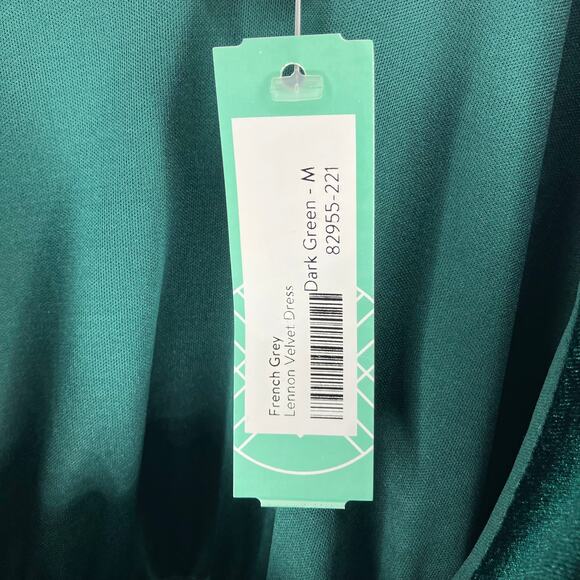 French Grey
Lennon Velvet Dress
Dark Green - M
82955-221